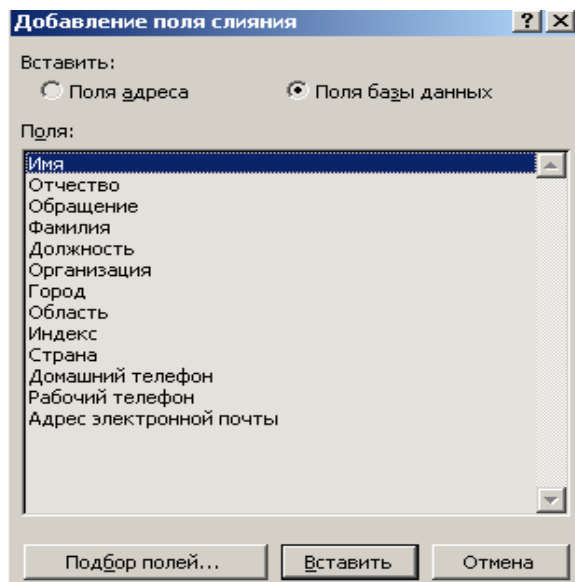 Добавление поля слияния
Вставить:
Поля адреса Поля базы данных
Поля:
Имя
Отчество
Обращение
Фамилия
Должность
Организация
Город
Область
Индекс
Страна
Домашний телефон
Рабочий телефон
Адрес электронной почты
Подбор полей... Вставить Отмена